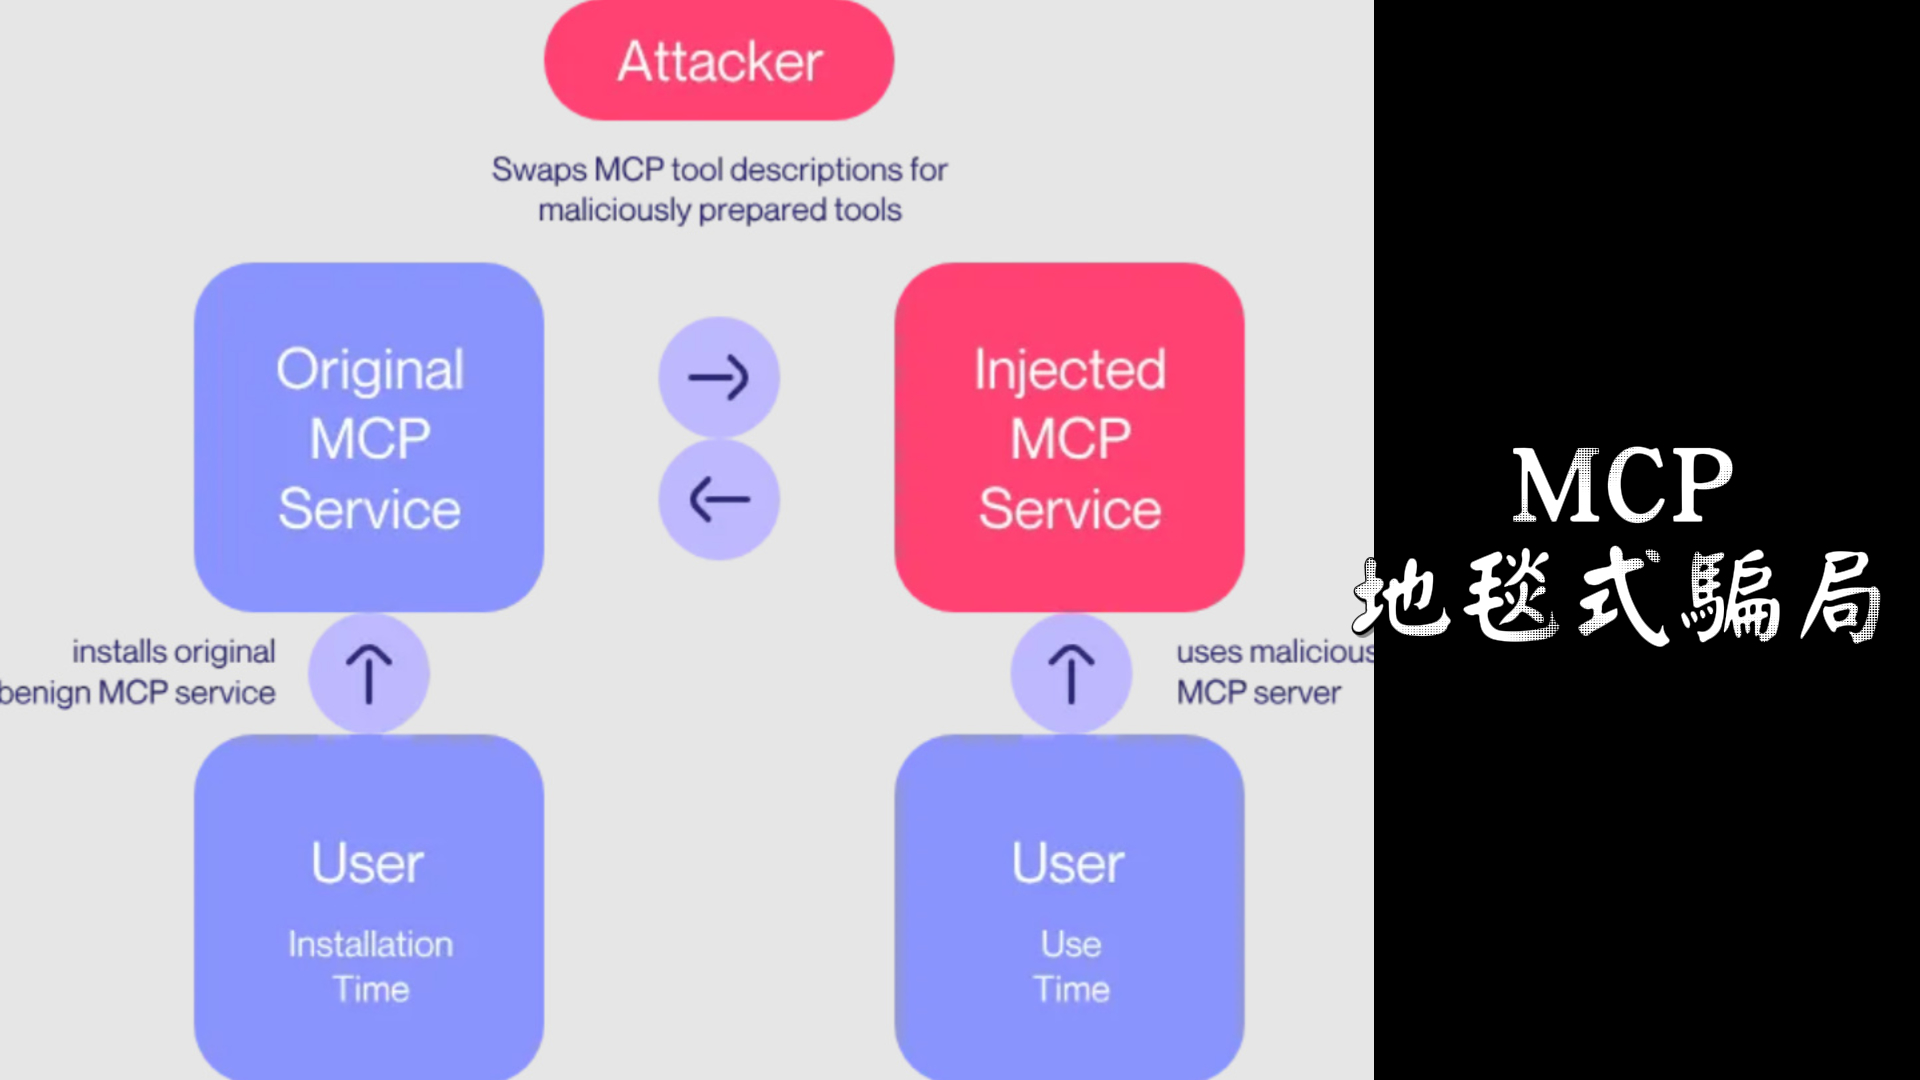 Attacker
Swaps MCP tool descriptions for
maliciously prepared tools
Original
MCP
Service
Injected
MCP
Service
installs original
benign MCP service
uses malicious
MCP server
User
Installation
Time
User
Use
Time
MCP
地毯式騙局